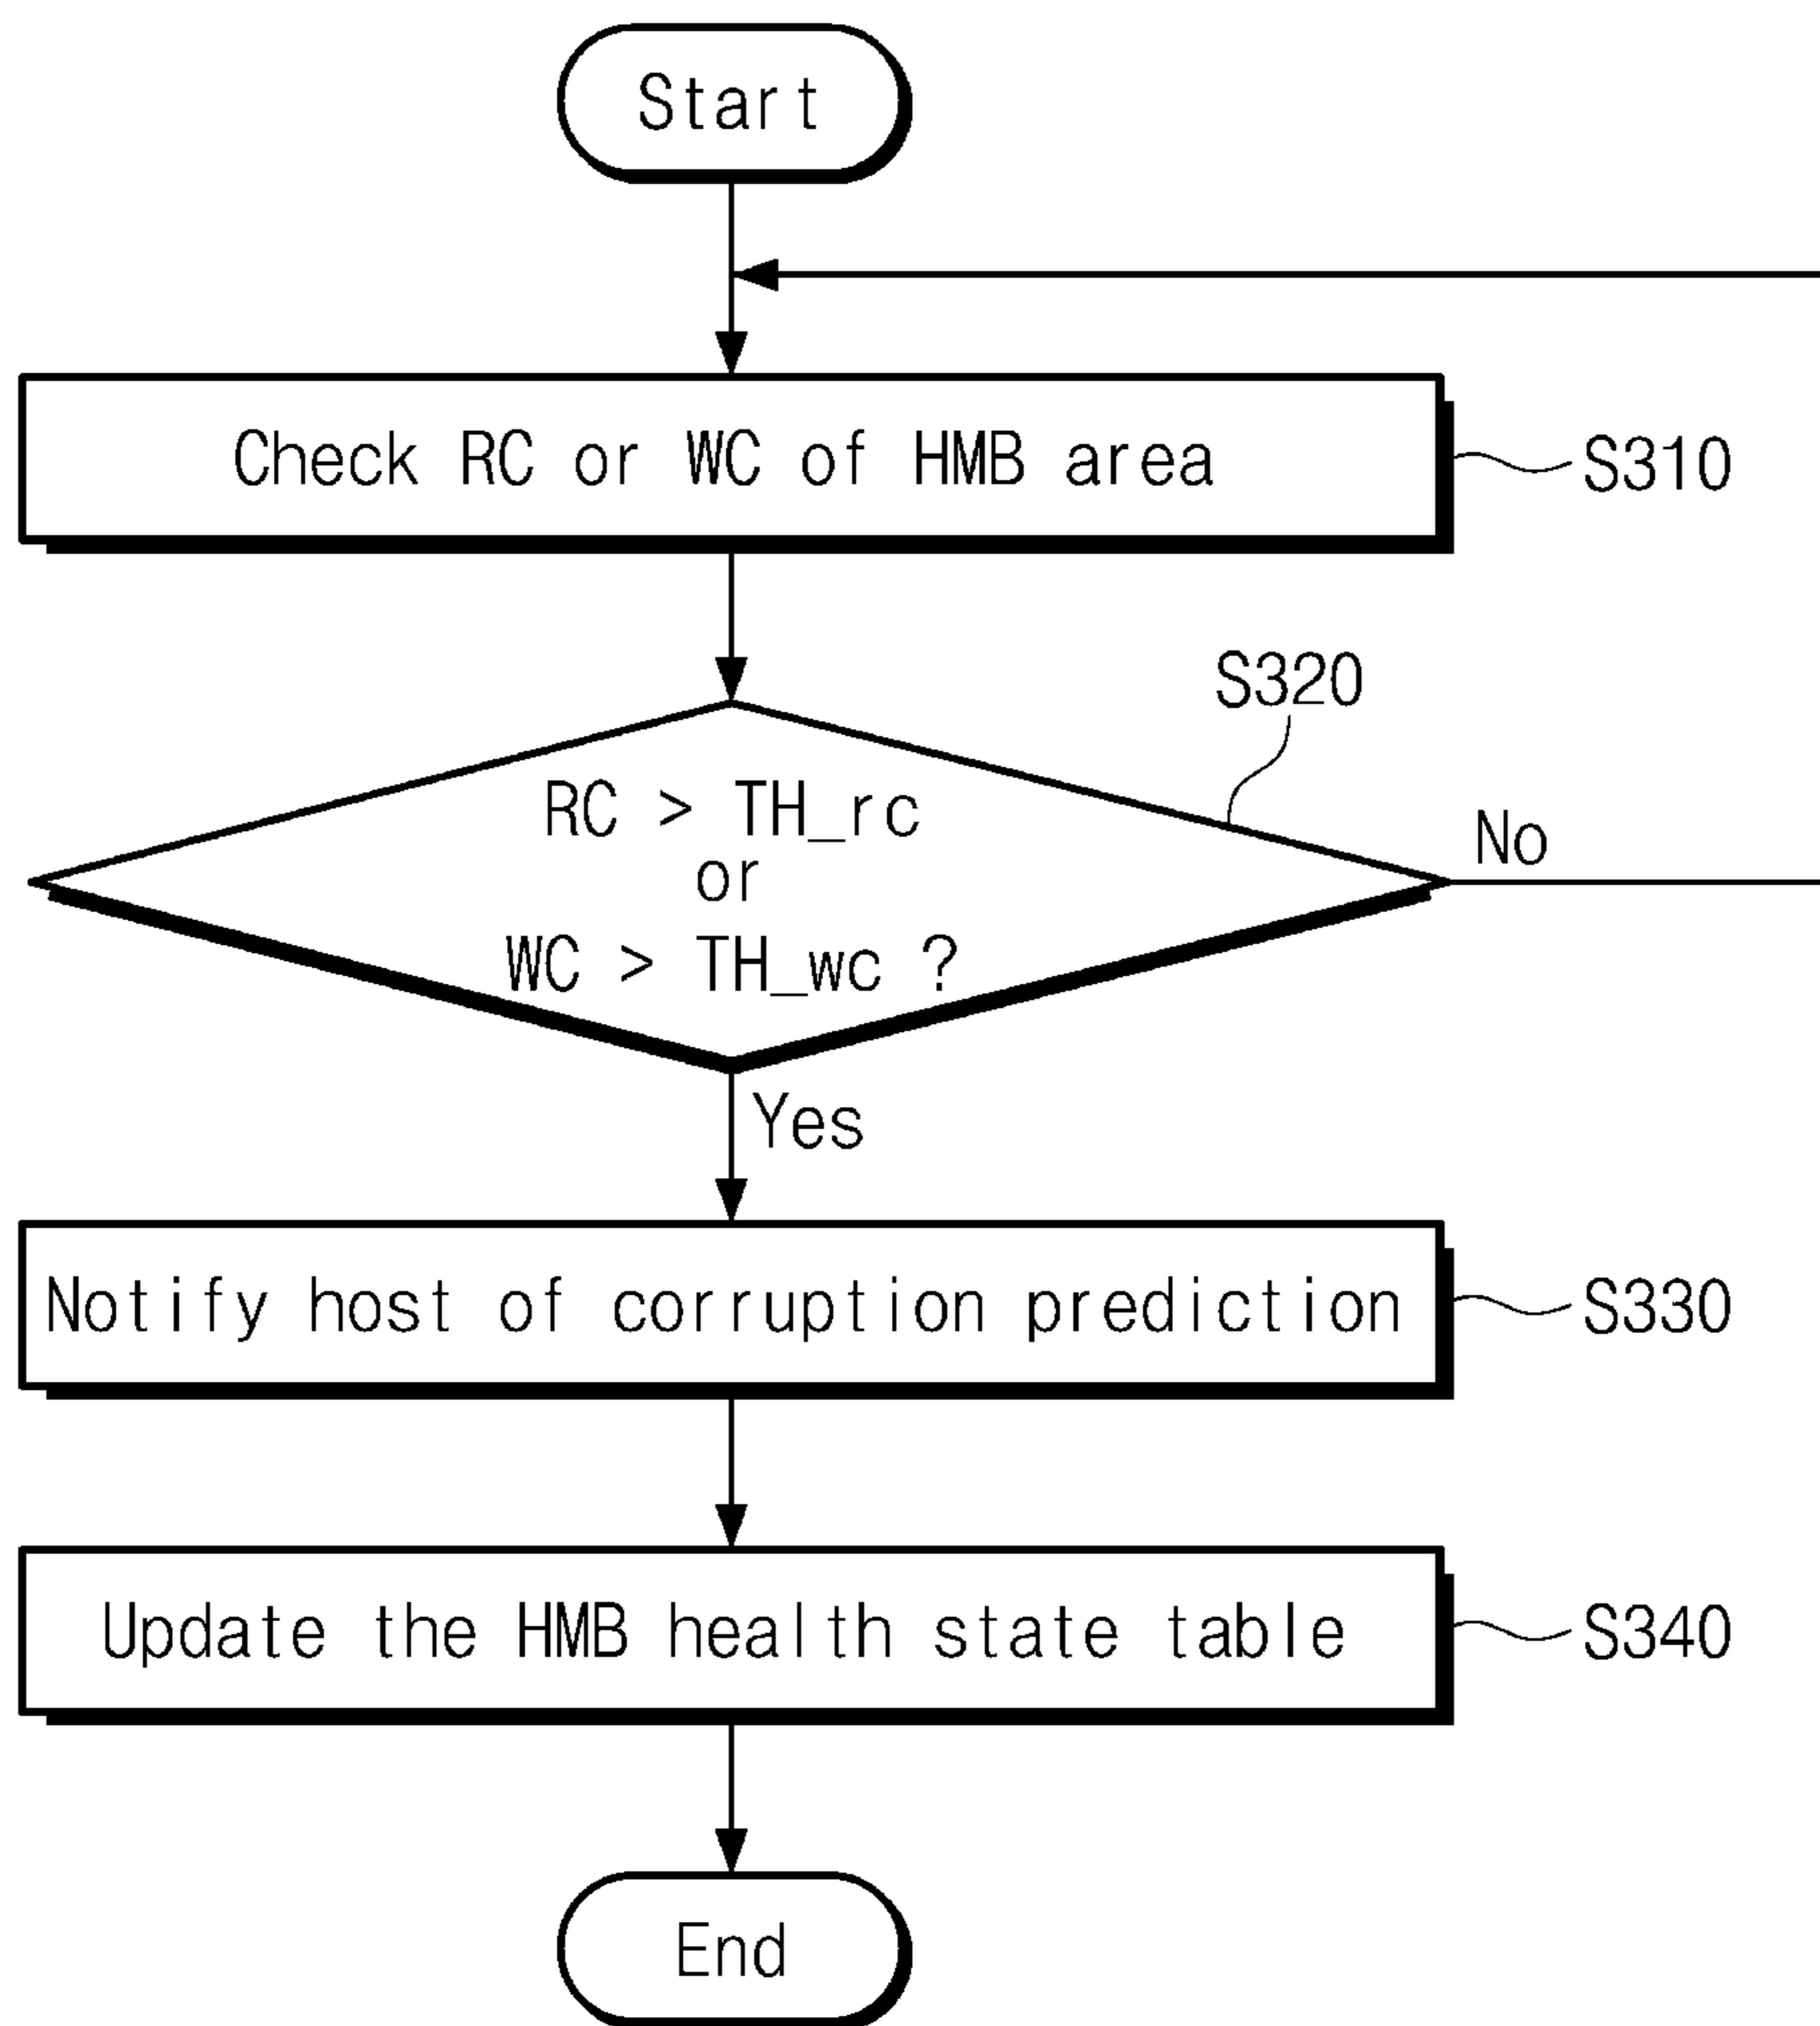 Start
Check RC or WC of HMB area
S310
S320
RC > TH_rc
or
WC > TH_wc ?
No
Yes
Notify host of corruption prediction
S330
Update the HMB health state table
S340
End